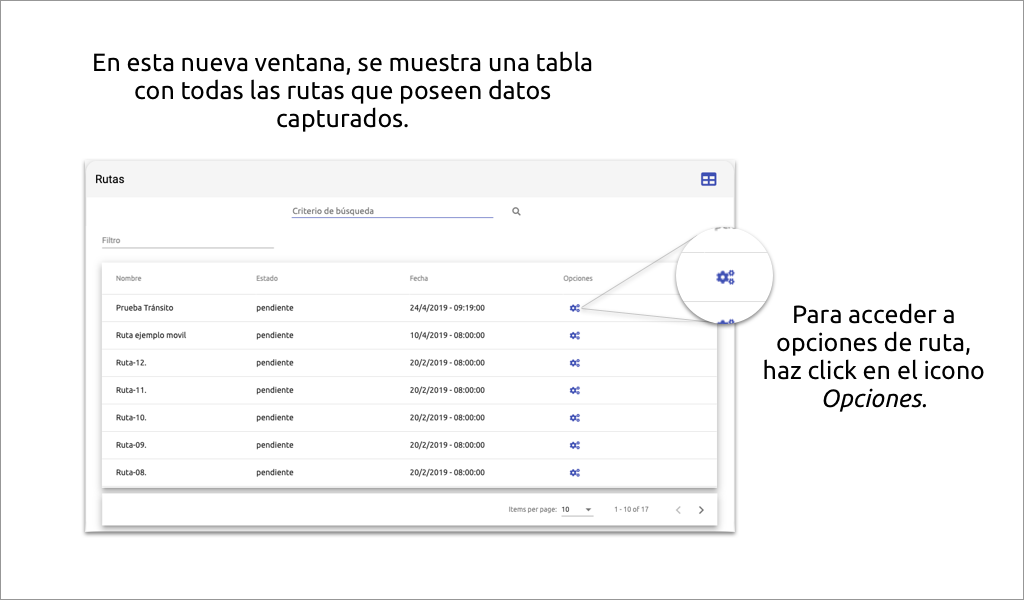 En esta nueva ventana, se muestra una tabla
con todas las rutas que poseen datos
capturados.
Rutas
Criterio de búsqueda
Filtro
Nombre Estado Fecha Opciones
Prueba Tránsito pendiente 24/4/2019 - 09:19:00
Ruta ejemplo movil pendiente 10/4/2019 - 08:00:00
Ruta-12. pendiente 20/2/2019 - 08:00:00
Ruta-11. pendiente 20/2/2019 - 08:00:00
Ruta-10. pendiente 20/2/2019 - 08:00:00
Ruta-09. pendiente 20/2/2019 - 08:00:00
Ruta-08. pendiente 20/2/2019 - 08:00:00
Items per page: 10 1 - 10 of 17
Para acceder a
opciones de ruta,
haz click en el icono
Opciones.